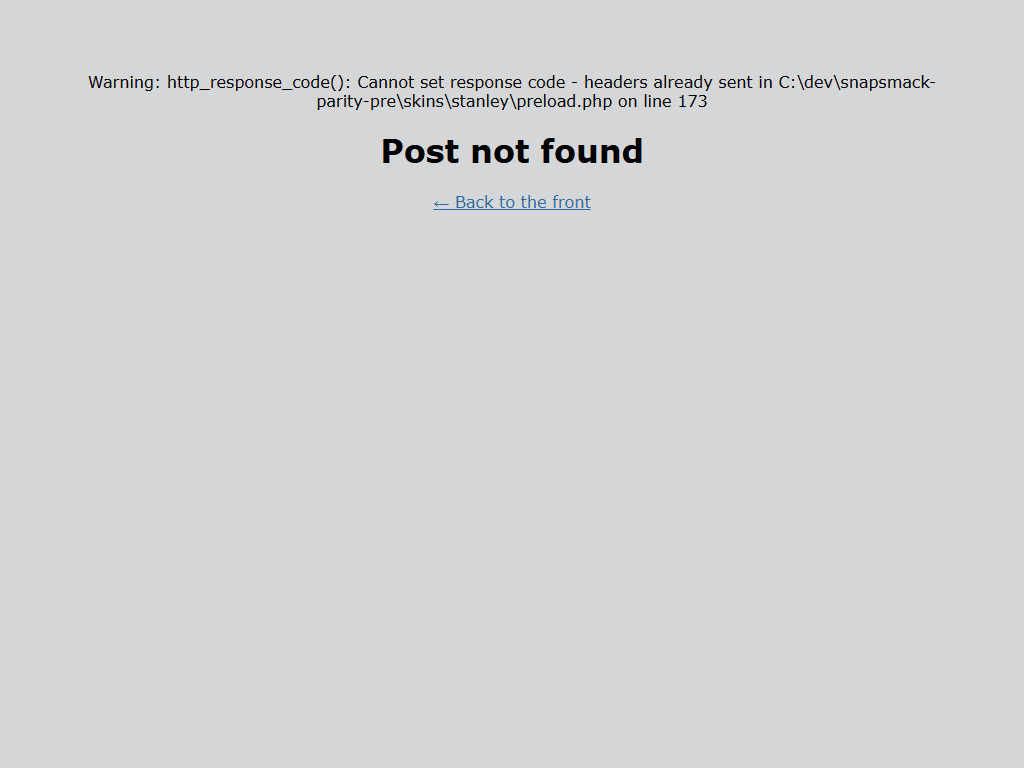 Warning: http_response_code(): Cannot set response code - headers already sent in C:\dev\snapsmack-
parity-pre\skins\stanley\preload.php on line 173
Post not found
← Back to the front